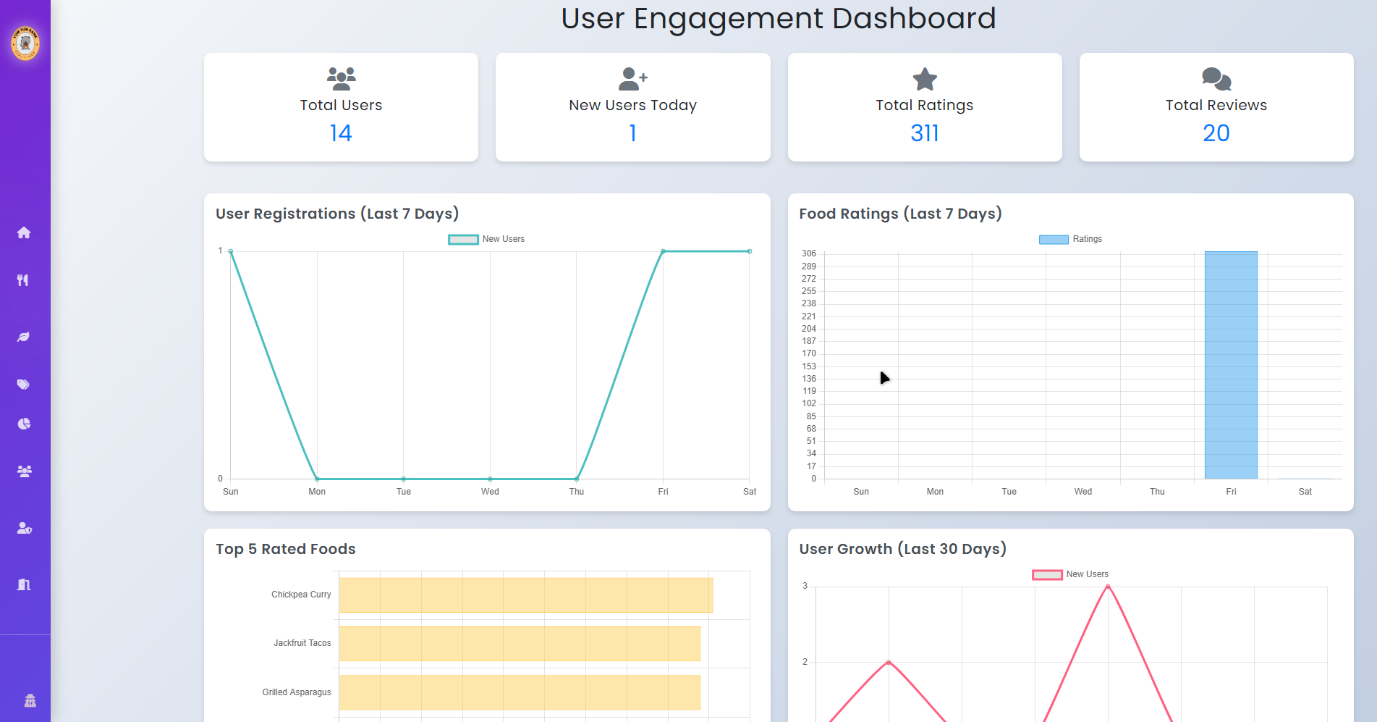 User Engagement Dashboard
Total Users
14
New Users Today
1
Total Ratings
311
Total Reviews
20
User Registrations (Last 7 Days)
New Users
1
0
Sun Mon Tue Wed Thu Fri Sat
Food Ratings (Last 7 Days)
Ratings
306
289
272
255
238
221
204
187
170
153
136
119
102
85
68
51
34
17
0
Sun Mon Tue Wed Thu Fri Sat
Top 5 Rated Foods
Chickpea Curry
Jackfruit Tacos
Grilled Asparagus
User Growth (Last 30 Days)
New Users
3
2